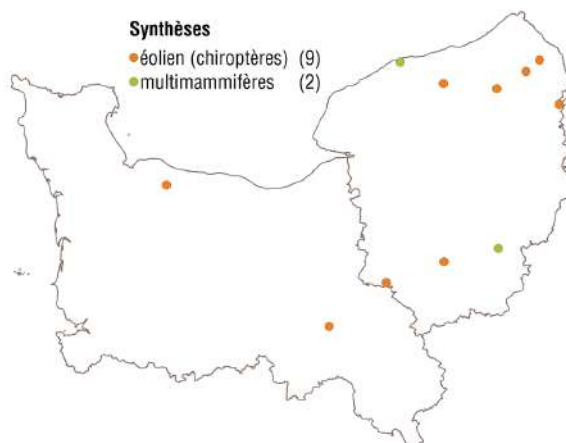 Synthèses
éolien (chiroptères) (9)
multimammifères (2)